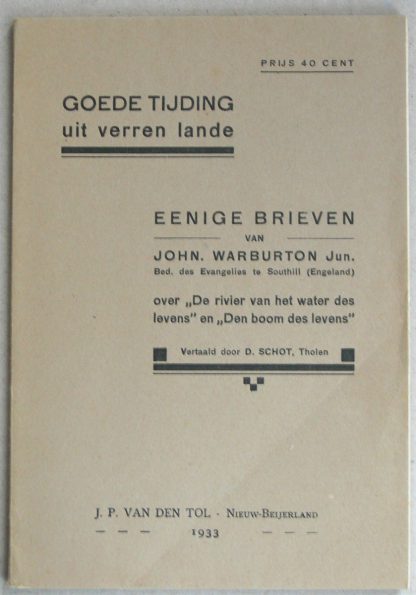 PRIJS 40 CENT
GOEDE TIJDING
uit verren lande
EENIGE BRIEVEN
VAN
JOHN. WARBURTON Jun.
Bed. des Evangelies te Southill (Engeland)
over „De rivier van het water des
levens" en „Den boom des levens"
Vertaald door D. SCHOT, Tholen
J. P. VAN DEN TOL - NIEUW-BEIJERLAND
— — — 1933 — — —